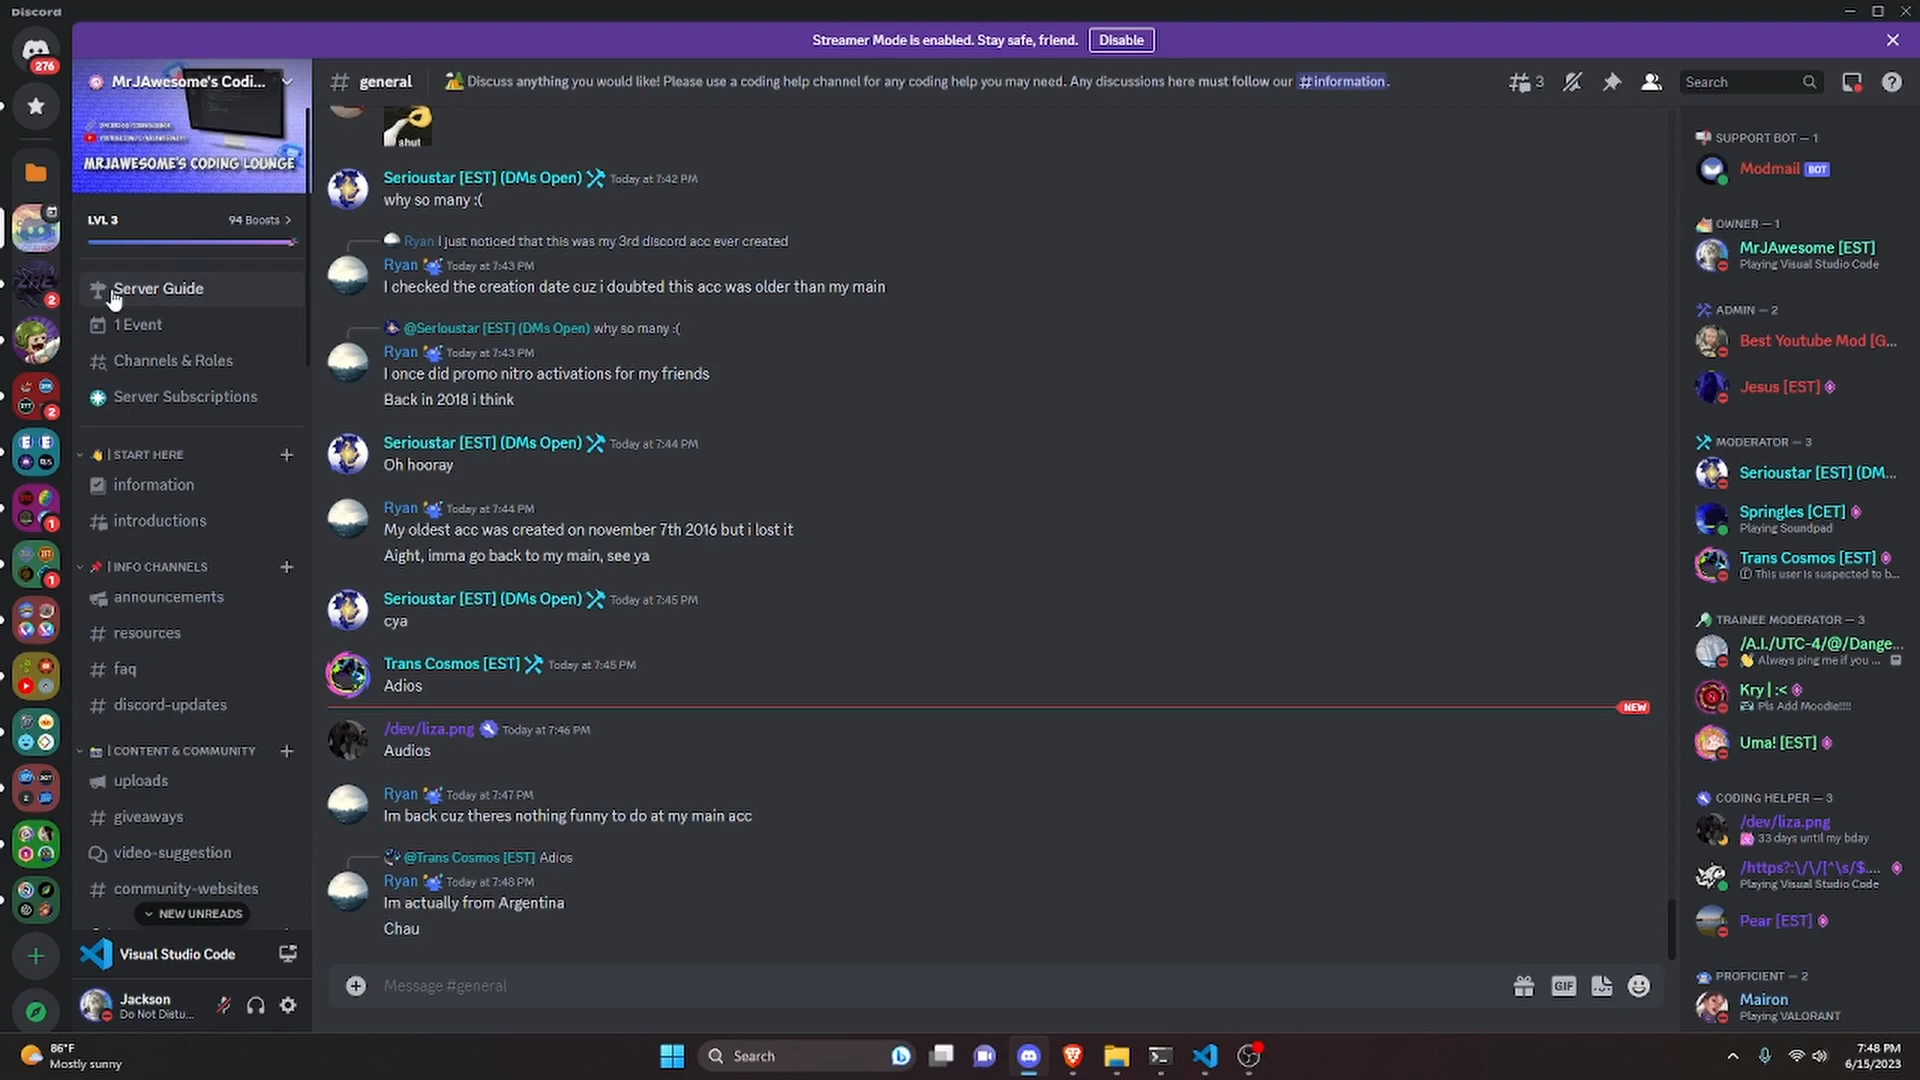 Discord
Streamer Mode is enabled. Stay safe, friend.
Disable
276
2
2
1
1
MrJAwesome's Codi...
MRJAWESOME'S CODING LOUNGE
LVL 3
94 Boosts
Server Guide
1 Event
Channels & Roles
Server Subscriptions
| START HERE
information
introductions
| INFO CHANNELS
announcements
resources
faq
discord-updates
| CONTENT & COMMUNITY
uploads
giveaways
video-suggestion
community-websites
NEW UNREADS
Visual Studio Code
Jackson
Do Not Distu...
general
Discuss anything you would like! Please use a coding help channel for any coding help you may need. Any discussions here must follow our #information.
3
Search
shut
Serioustar [EST] (DMs Open) Today at 7:42 PM
why so many :(
Ryan I just noticed that this was my 3rd discord acc ever created
Ryan Today at 7:43 PM
I checked the creation date cuz i doubted this acc was older than my main
@Serioustar [EST] (DMs Open) why so many :(
Ryan Today at 7:43 PM
I once did promo nitro activations for my friends
Back in 2018 i think
Serioustar [EST] (DMs Open) Today at 7:44 PM
Oh hooray
Ryan Today at 7:44 PM
My oldest acc was created on november 7th 2016 but i lost it
Aight, imma go back to my main, see ya
Serioustar [EST] (DMs Open) Today at 7:45 PM
cya
Trans Cosmos [EST] Today at 7:45 PM
Adios
NEW
/dev/liza.png Today at 7:46 PM
Audios
Ryan Today at 7:47 PM
Im back cuz theres nothing funny to do at my main acc
@Trans Cosmos [EST] Adios
Ryan Today at 7:48 PM
Im actually from Argentina
Chau
Message #general
GIF
SUPPORT BOT — 1
Modmail BOT
OWNER — 1
MrJAwesome [EST]
Playing Visual Studio Code
ADMIN — 2
Best Youtube Mod [G...
Jesus [EST]
MODERATOR — 3
Serioustar [EST] (DM...
Springles [CET]
Playing Soundpad
Trans Cosmos [EST]
This user is suspected to b...
TRAINEE MODERATOR — 3
/A.I./UTC-4/@/Dange...
Always ping me if you ...
Kry | :<
Pls Add Moodie!!!!
Uma! [EST]
CODING HELPER — 3
/dev/liza.png
33 days until my bday
/https?:\/\/[^\s/$....
Playing Visual Studio Code
Pear [EST]
PROFICIENT — 2
Mairon
Playing VALORANT
86°F
Mostly sunny
Search
7:48 PM
6/15/2023